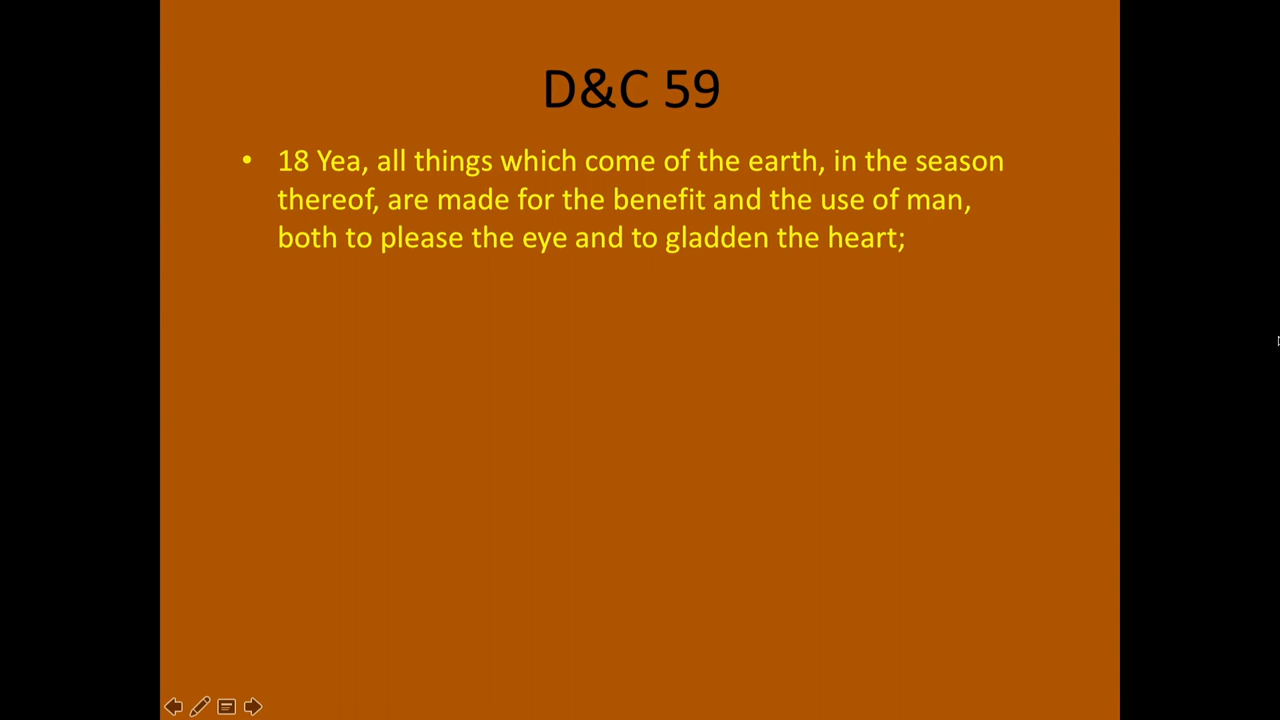 D&C 59
• 18 Yea, all things which come of the earth, in the season
thereof, are made for the benefit and the use of man,
both to please the eye and to gladden the heart;